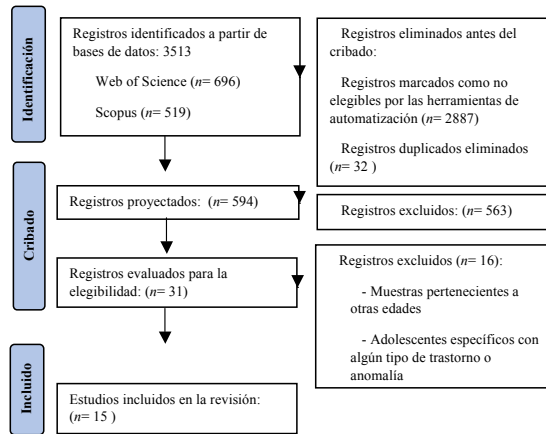 Identificación
Registros identificados a partir de
bases de datos: 3513
Web of Science (n= 696)
Scopus (n= 519)
Registros eliminados antes del
cribado:
Registros marcados como no
elegibles por las herramientas de
automatización (n= 2887)
Registros duplicados eliminados
(n= 32 )
Cribado
Registros proyectados: (n= 594)
Registros excluidos: (n= 563)
Registros evaluados para la
elegibilidad: (n= 31)
Registros excluidos (n= 16):
- Muestras pertenecientes a
otras edades
- Adolescentes específicos con
algún tipo de trastorno o
anomalía
Incluido
Estudios incluidos en la revisión:
(n= 15 )